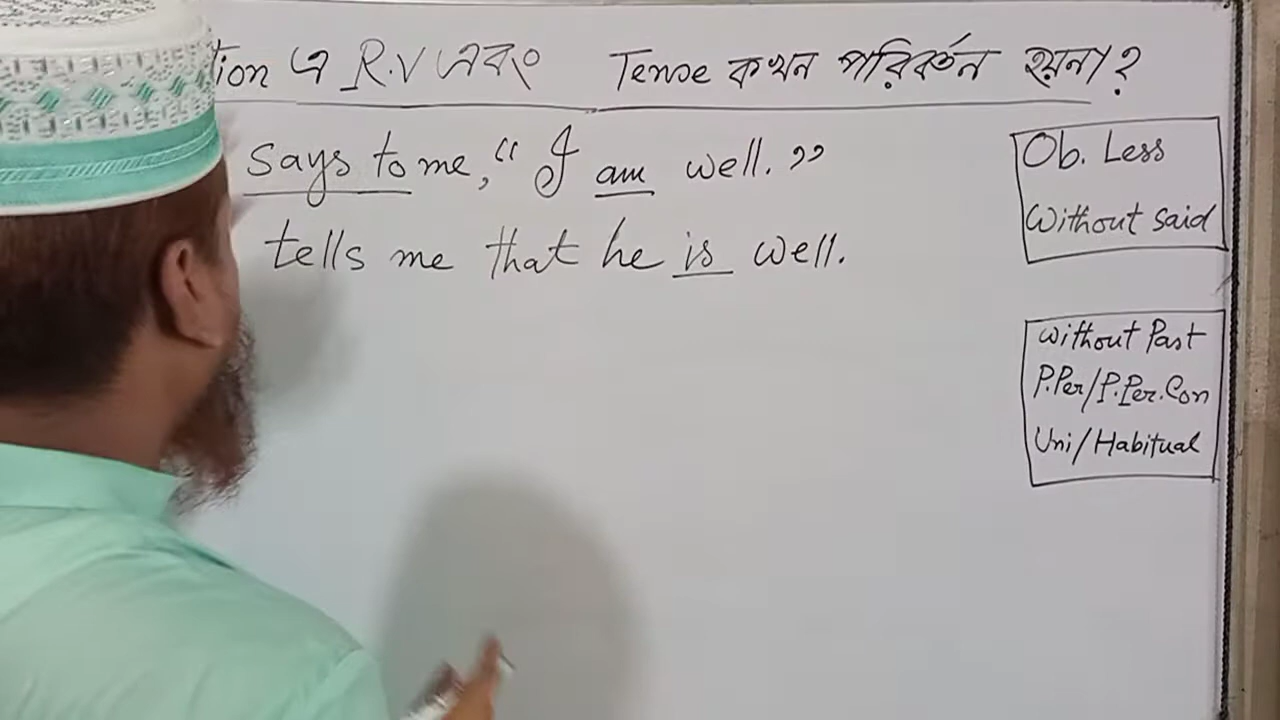 tion এ R.V এবং Tense কখন পরিবর্তন হয়না?
says to me, “I am well.”
tells me that he is well.
Ob. Less
Without said
Without Past
P.Per/P.Per.Con
Uni/Habitual